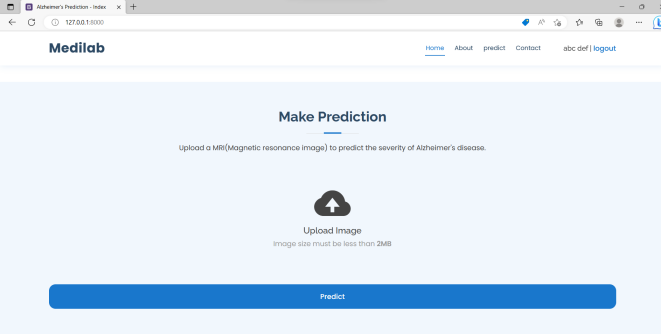 Alzheimer's Prediction - Index
127.0.0.1:8000
Medilab
Home About predict Contact abc def | logout
Make Prediction
Upload a MRI(Magnetic resonance image) to predict the severity of Alzheimer's disease.
Upload Image
Image size must be less than 2MB
Predict